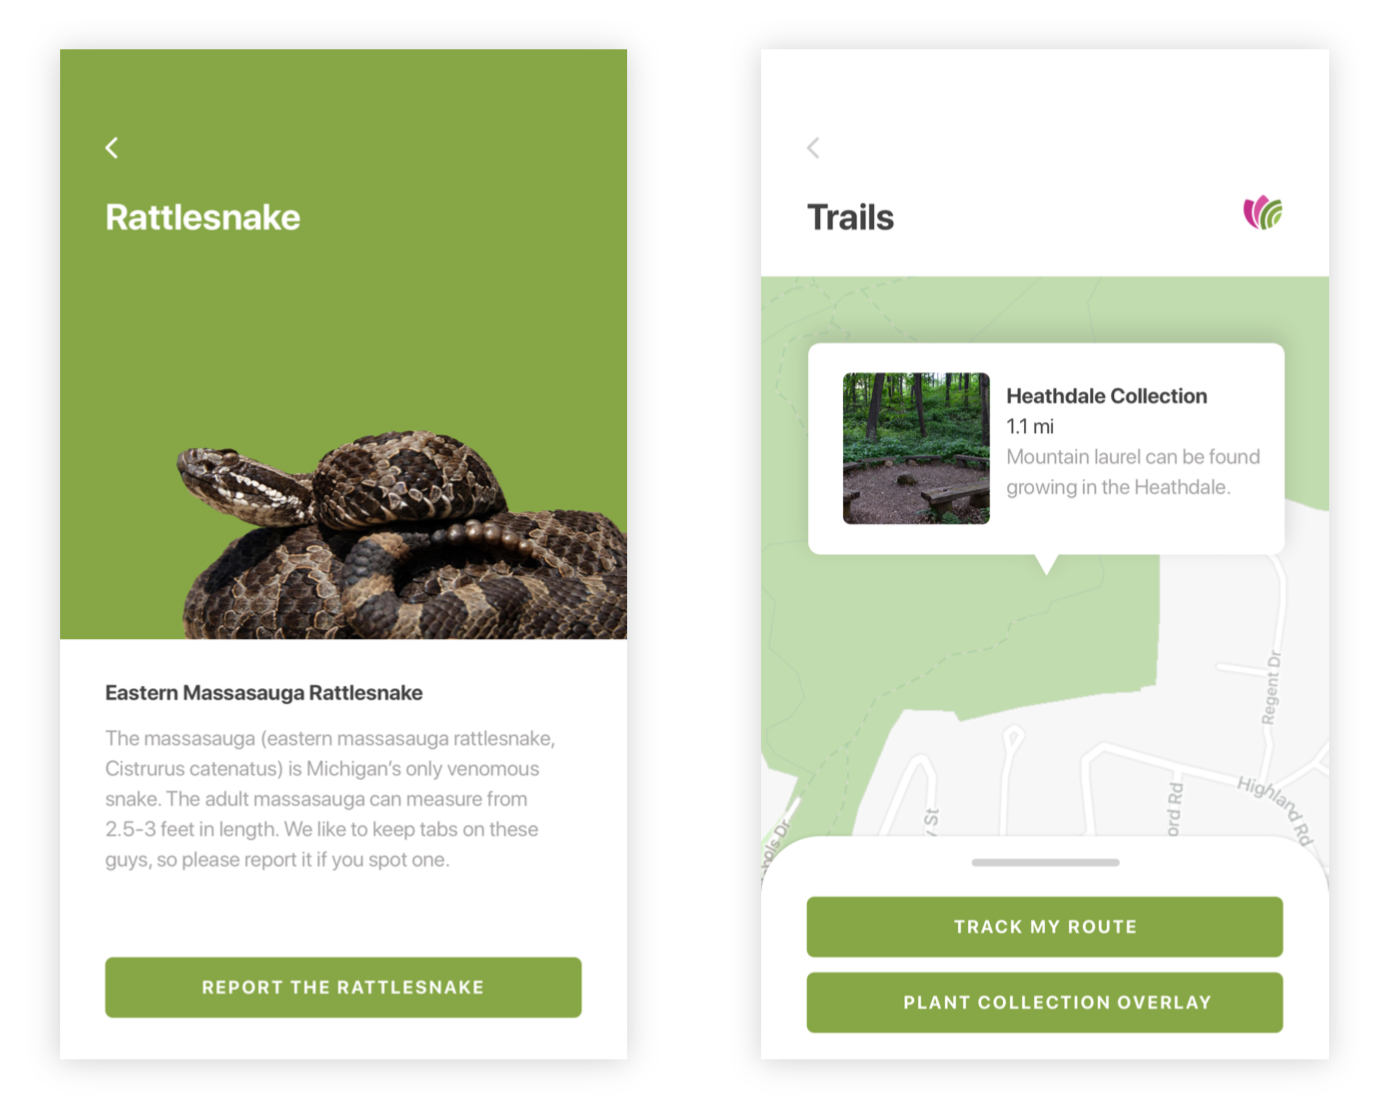 Rattlesnake
Eastern Massasauga Rattlesnake
The massasauga (eastern massasauga rattlesnake,
Cistrurus catenatus) is Michigan's only venomous
snake. The adult massasauga can measure from
2.5-3 feet in length. We like to keep tabs on these
guys, so please report it if you spot one.
REPORT THE RATTLESNAKE
Trails
Heathdale Collection
1.1 mi
Mountain laurel can be found
growing in the Heathdale.
Regent Dr
Highland Rd
ord Rd
St
ols Dr
TRACK MY ROUTE
PLANT COLLECTION OVERLAY